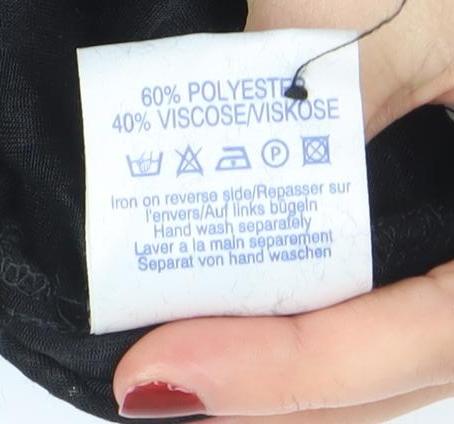 60% POLYESTER
40% VISCOSE/VISKOSE
P
Iron on reverse side/Repasser sur
l'envers/Auf links bügeln
Hand wash separately
Laver a la main separement
Separat von hand waschen